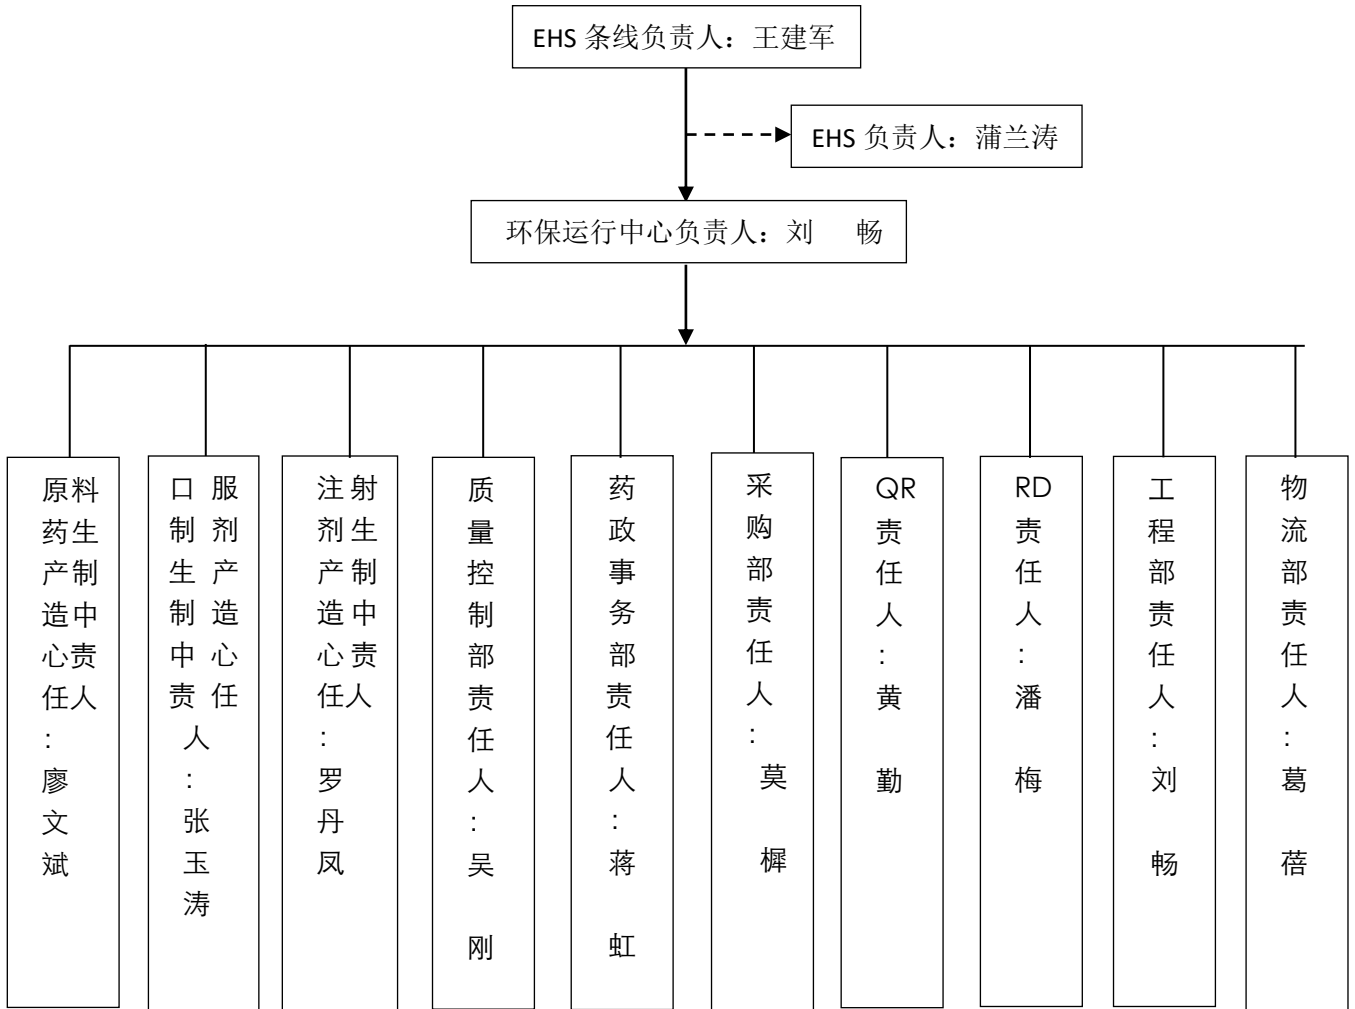 EHS 条线负责人：王建军
EHS 负责人：蒲兰涛
环保运行中心负责人：刘 畅
原料药生产制造中心责任人:廖文斌
口服制剂生产制造中心责任人:张玉涛
注射剂生产制造中心责任人:罗丹凤
质量控制部责任人:吴 刚
药政事务部责任人:蒋 虹
采购部责任人:莫 樨
QR责任人:黄 勤
RD责任人:潘 梅
工程部责任人:刘 畅
物流部责任人:葛 蓓